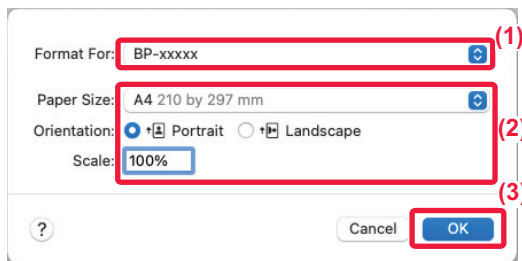 (1)
Format For: BP-xxxxx
Paper Size: A4 210 by 297 mm
Orientation: Portrait Landscape
(2)
Scale: 100%
(3)
? Cancel OK